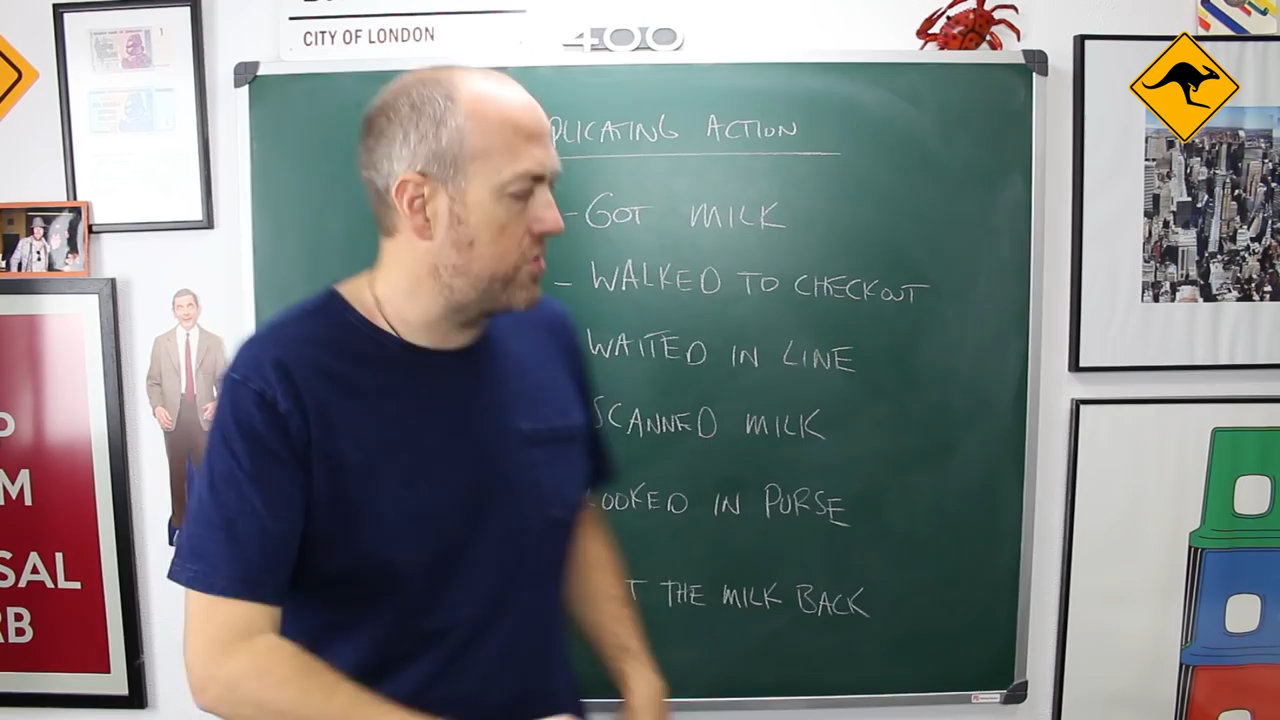 CITY OF LONDON
400
PLICATING ACTION
- GOT MILK
- WALKED TO CHECKOUT
WAITED IN LINE
SCANNED MILK
LOOKED IN PURSE
T THE MILK BACK
O
M
SAL
RB